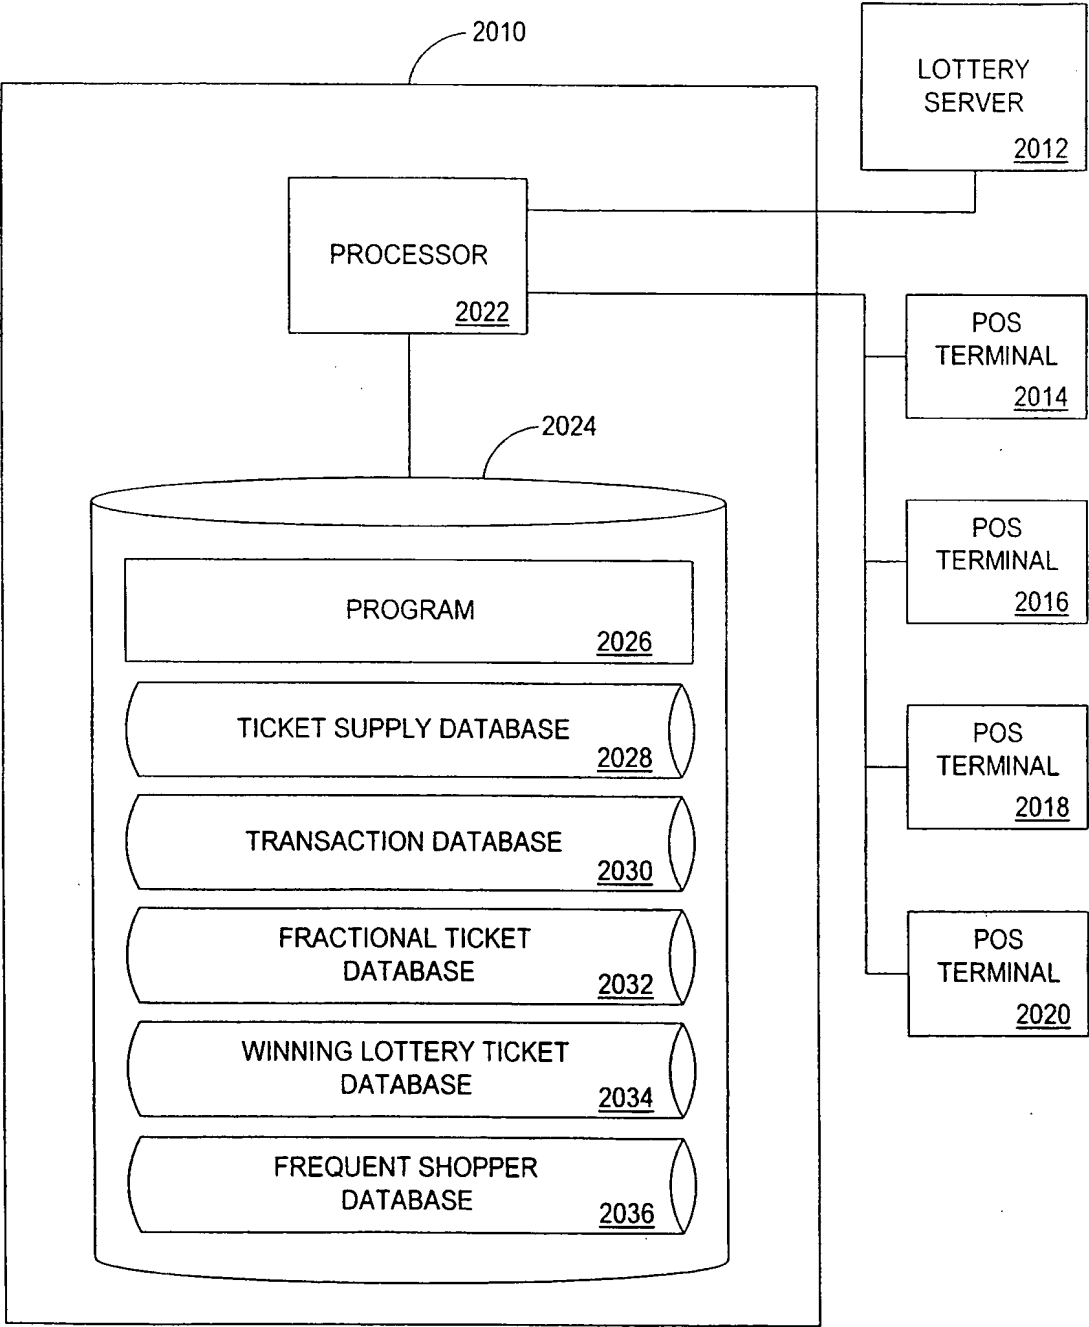 2010
LOTTERY
SERVER
2012
PROCESSOR
2022
POS
TERMINAL
2014
2024
POS
TERMINAL
2016
PROGRAM
2026
TICKET SUPPLY DATABASE
2028
POS
TERMINAL
2018
TRANSACTION DATABASE
2030
FRACTIONAL TICKET
DATABASE
2032
POS
TERMINAL
2020
WINNING LOTTERY TICKET
DATABASE
2034
FREQUENT SHOPPER
DATABASE
2036